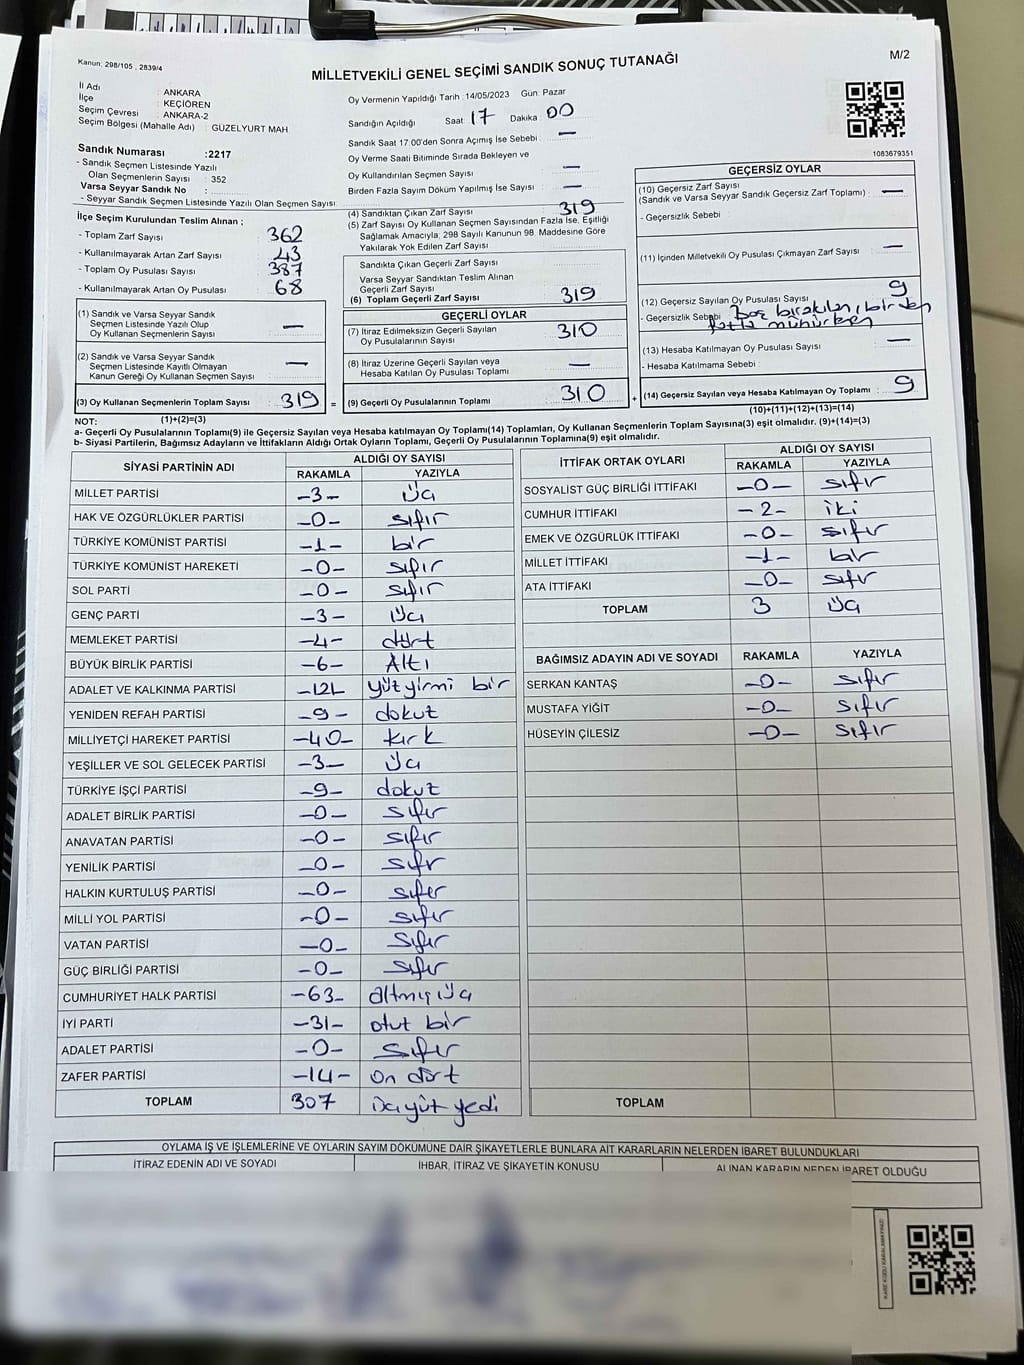 Kanun: 298/105 , 2839/4
MİLLETVEKİLİ GENEL SEÇİMİ SANDIK SONUÇ TUTANAĞI
M/2
İl Adı : ANKARA
İlçe : KEÇİÖREN
Seçim Çevresi : ANKARA-2
Seçim Bölgesi (Mahalle Adı) : GÜZELYURT MAH
Sandık Numarası :2217
- Sandık Seçmen Listesinde Yazılı
Olan Seçmenlerin Sayısı : 352
Varsa Seyyar Sandık No :
- Seyyar Sandık Seçmen Listesinde Yazılı Olan Seçmen Sayısı
İlçe Seçim Kurulundan Teslim Alınan ;
- Toplam Zarf Sayısı : 362
- Kullanılmayarak Artan Zarf Sayısı : 43
- Toplam Oy Pusulası Sayısı : 387
- Kullanılmayarak Artan Oy Pusulası : 68
(1) Sandık ve Varsa Seyyar Sandık
Seçmen Listesinde Yazılı Olup
Oy Kullanan Seçmenlerin Sayısı : —
(2) Sandık ve Varsa Seyyar Sandık
Seçmen Listesinde Kayıtlı Olmayan
Kanun Gereği Oy Kullanan Seçmen Sayısı : —
(3) Oy Kullanan Seçmenlerin Toplam Sayısı : 319 =
(1)+(2)=(3)
Oy Vermenin Yapıldığı Tarih : 14/05/2023 Gün: Pazar
Sandığın Açıldığı Saat 17 Dakika 00
Sandık Saat 17.00'den Sonra Açımış İse Sebebi : —
Oy Verme Saati Bitiminde Sırada Bekleyen ve
Oy Kullandırılan Seçmen Sayısı : —
Birden Fazla Sayım Döküm Yapılmış İse Sayısı : —
(4) Sandıktan Çıkan Zarf Sayısı : 319
(5) Zarf Sayısı Oy Kullanan Seçmen Sayısından Fazla İse, Eşitliği
Sağlamak Amacıyla, 298 Sayılı Kanunun 98. Maddesine Göre
Yakılarak Yok Edilen Zarf Sayısı :
Sandıkta Çıkan Geçerli Zarf Sayısı :
Varsa Seyyar Sandıktan Teslim Alınan
Geçerli Zarf Sayısı :
(6) Toplam Geçerli Zarf Sayısı : 319
GEÇERLİ OYLAR
(7) İtiraz Edilmeksizin Geçerli Sayılan
Oy Pusulalarının Sayısı : 310
(8) İtiraz Üzerine Geçerli Sayılan veya
Hesaba Katılan Oy Pusulası Toplamı : —
(9) Geçerli Oy Pusulalarının Toplamı : 310 +
1083679351
GEÇERSİZ OYLAR
(10) Geçersiz Zarf Sayısı
(Sandık ve Varsa Seyyar Sandık Geçersiz Zarf Toplamı) : —
- Geçersizlik Sebebi :
(11) İçinden Milletvekili Oy Pusulası Çıkmayan Zarf Sayısı : —
(12) Geçersiz Sayılan Oy Pusulası Sayısı : 9
- Geçersizlik Sebebi : Boş bırakılan, birden
fazla mühürken
(13) Hesaba Katılmayan Oy Pusulası Sayısı : —
- Hesaba Katılmama Sebebi :
(14) Geçersiz Sayılan veya Hesaba Katılmayan Oy Toplamı : 9
(10)+(11)+(12)+(13)=(14)
NOT:
a- Geçerli Oy Pusulalarının Toplamı(9) ile Geçersiz Sayılan veya Hesaba katılmayan Oy Toplamı(14) Toplamları, Oy Kullanan Seçmenlerin Toplam Sayısına(3) eşit olmalıdır. (9)+(14)=(3)
b- Siyasi Partilerin, Bağımsız Adayların ve İttifakların Aldığı Ortak Oyların Toplamı, Geçerli Oy Pusulalarının Toplamına(9) eşit olmalıdır.
SİYASİ PARTİNİN ADI ALDIĞI OY SAYISI
RAKAMLA YAZIYLA
MİLLET PARTİSİ -3- Üç
HAK VE ÖZGÜRLÜKLER PARTİSİ -0- sıfır
TÜRKİYE KOMÜNİST PARTİSİ -1- bir
TÜRKİYE KOMÜNİST HAREKETİ -0- sıfır
SOL PARTİ -0- sıfır
GENÇ PARTİ -3- Üç
MEMLEKET PARTİSİ -4- dört
BÜYÜK BİRLİK PARTİSİ -6- Altı
ADALET VE KALKINMA PARTİSİ -121 yüz yirmi bir
YENİDEN REFAH PARTİSİ -9- dokuz
MİLLİYETÇİ HAREKET PARTİSİ -40- kırk
YEŞİLLER VE SOL GELECEK PARTİSİ -3- Üç
TÜRKİYE İŞÇİ PARTİSİ -9- dokuz
ADALET BİRLİK PARTİSİ -0- sıfır
ANAVATAN PARTİSİ -0- sıfır
YENİLİK PARTİSİ -0- sıfır
HALKIN KURTULUŞ PARTİSİ -0- sıfır
MİLLİ YOL PARTİSİ -0- sıfır
VATAN PARTİSİ -0- sıfır
GÜÇ BİRLİĞİ PARTİSİ -0- sıfır
CUMHURİYET HALK PARTİSİ -63- altmış üç
İYİ PARTİ -31- otuz bir
ADALET PARTİSİ -0- sıfır
ZAFER PARTİSİ -14- on dört
TOPLAM 307 Üç yüz yedi
İTTİFAK ORTAK OYLARI ALDIĞI OY SAYISI
RAKAMLA YAZIYLA
SOSYALİST GÜÇ BİRLİĞİ İTTİFAKI -0- sıfır
CUMHUR İTTİFAKI -2- iki
EMEK VE ÖZGÜRLÜK İTTİFAKI -0- sıfır
MİLLET İTTİFAKI -1- bir
ATA İTTİFAKI -0- sıfır
TOPLAM 3 Üç
BAĞIMSIZ ADAYIN ADI VE SOYADI RAKAMLA YAZIYLA
SERKAN KANTAŞ -0- sıfır
MUSTAFA YİĞİT -0- sıfır
HÜSEYİN ÇİLESİZ -0- sıfır
TOPLAM
OYLAMA İŞ VE İŞLEMLERİNE VE OYLARIN SAYIM DÖKÜMÜNE DAİR ŞİKAYETLERLE BUNLARA AİT KARARLARIN NELERDEN İBARET BULUNDUKLARI
İTİRAZ EDENİN ADI VE SOYADI İHBAR, İTİRAZ VE ŞİKAYETİN KONUSU ALINAN KARARIN NEDEN İBARET OLDUĞU